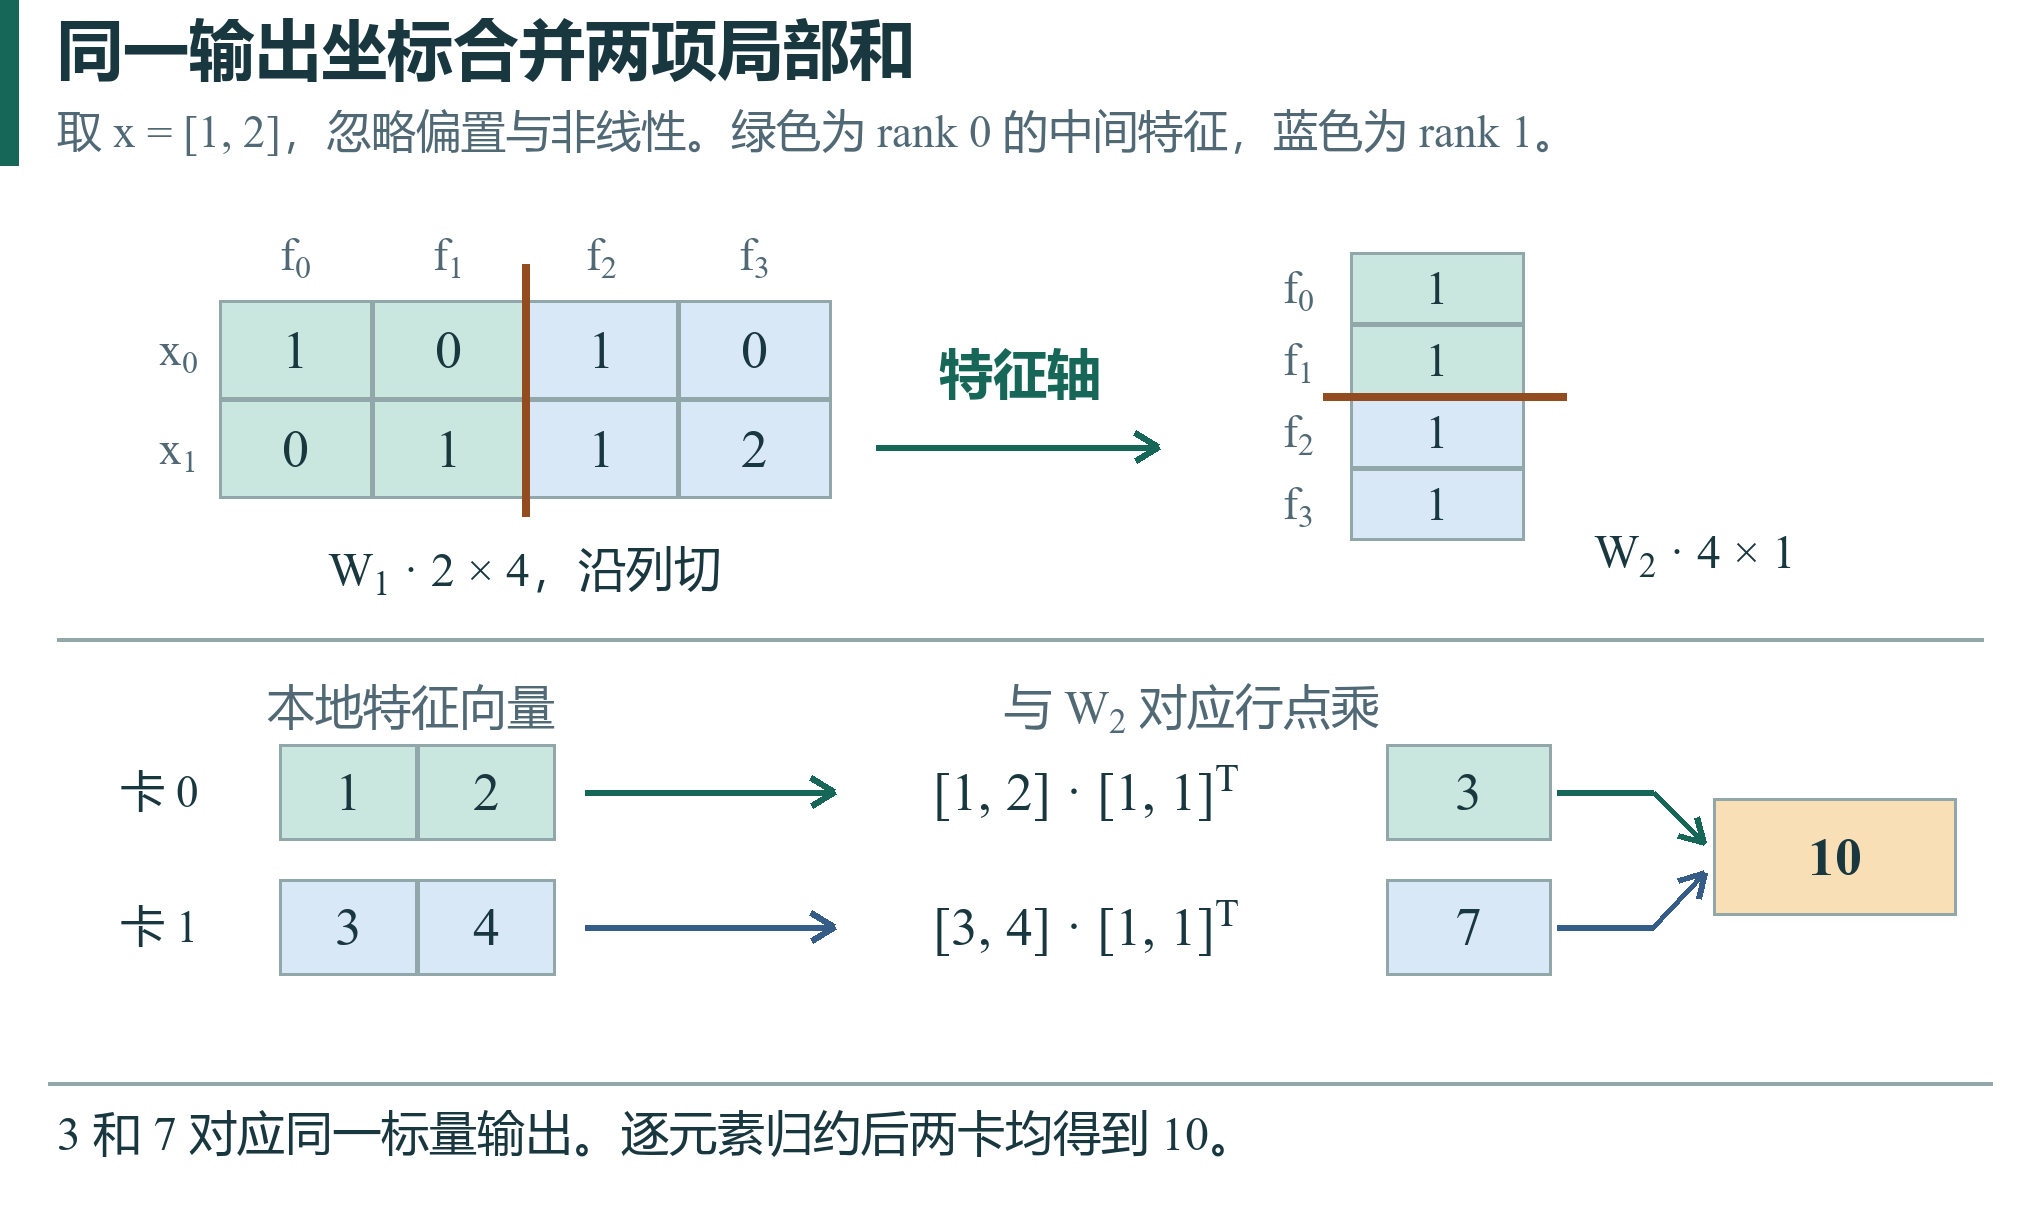 同一输出坐标合并两项局部和
取 x = [1, 2]，忽略偏置与非线性。绿色为 rank 0 的中间特征，蓝色为 rank 1。
f₀ f₁ f₂ f₃
x₀ 1 0 1 0
x₁ 0 1 1 2
W₁ · 2 × 4，沿列切
特征轴
f₀ 1
f₁ 1
f₂ 1
f₃ 1
W₂ · 4 × 1
本地特征向量
与 W₂ 对应行点乘
卡 0 1 2 [1, 2] · [1, 1]ᵀ 3
卡 1 3 4 [3, 4] · [1, 1]ᵀ 7
10
3 和 7 对应同一标量输出。逐元素归约后两卡均得到 10。